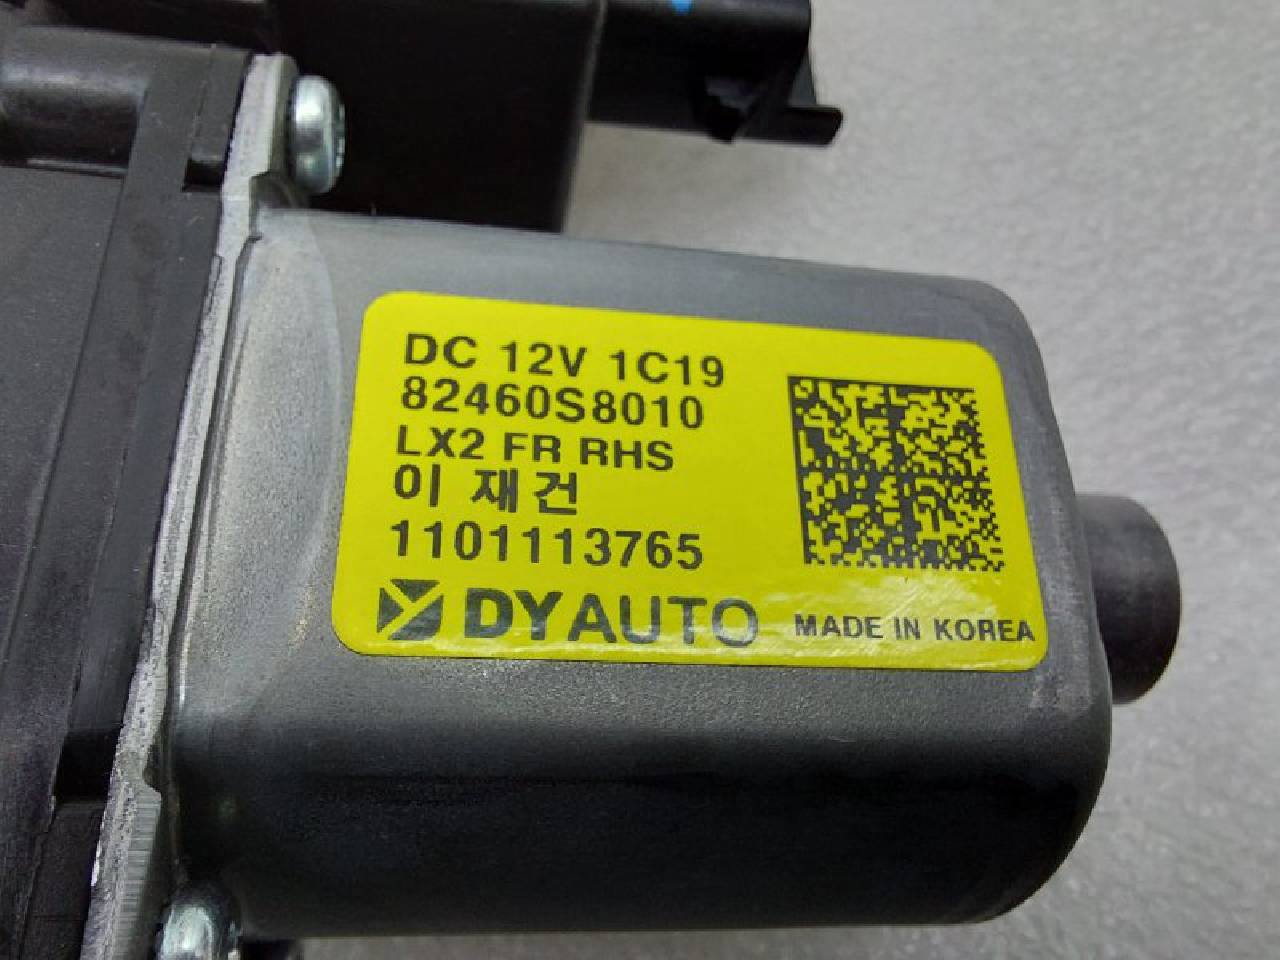 DC 12V 1C19
82460S8010
LX2 FR RHS
이 재건
1101113765
DYAUTO MADE IN KOREA